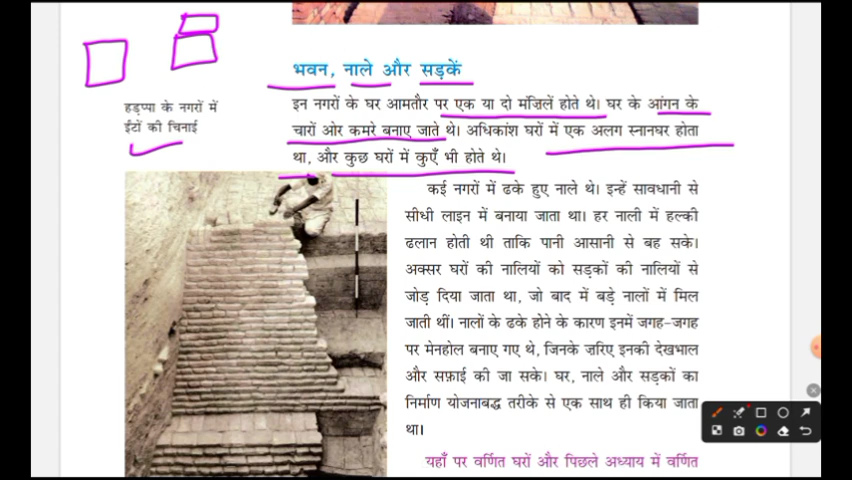 भवन, नाले और सड़कें
हड़प्पा के नगरों में
ईंटों की चिनाई
इन नगरों के घर आमतौर पर एक या दो मंज़िलें होते थे। घर के आंगन के
चारों ओर कमरे बनाए जाते थे। अधिकांश घरों में एक अलग स्नानघर होता
था, और कुछ घरों में कुएँ भी होते थे।
कई नगरों में ढके हुए नाले थे। इन्हें सावधानी से
सीधी लाइन में बनाया जाता था। हर नाली में हल्की
ढलान होती थी ताकि पानी आसानी से बह सके।
अक्सर घरों की नालियों को सड़कों की नालियों से
जोड़ दिया जाता था, जो बाद में बड़े नालों में मिल
जाती थीं। नालों के ढके होने के कारण इनमें जगह-जगह
पर मेनहोल बनाए गए थे, जिनके ज़रिए इनकी देखभाल
और सफ़ाई की जा सके। घर, नाले और सड़कों का
निर्माण योजनाबद्ध तरीके से एक साथ ही किया जाता
था।
यहाँ पर वर्णित घरों और पिछले अध्याय में वर्णित